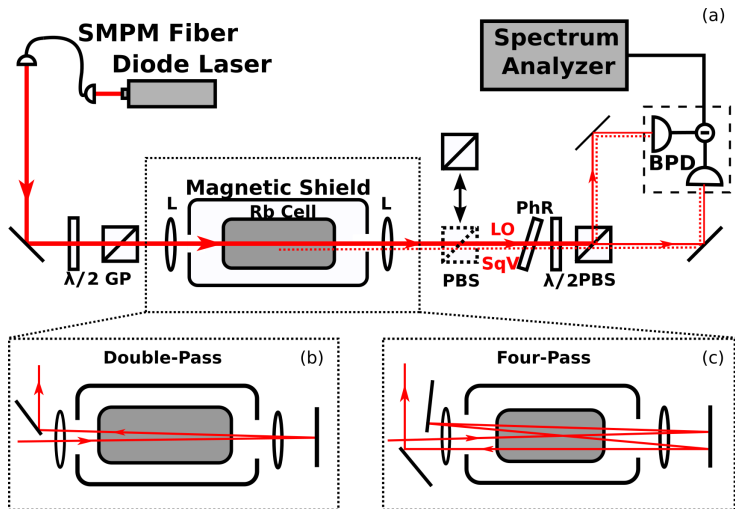 (a)
SMPM Fiber
Diode Laser
Spectrum
Analyzer
BPD
Magnetic Shield
Rb Cell
L
L
PhR
LO
SqV
λ/2
GP
PBS
λ/2
PBS
Double-Pass
(b)
Four-Pass
(c)